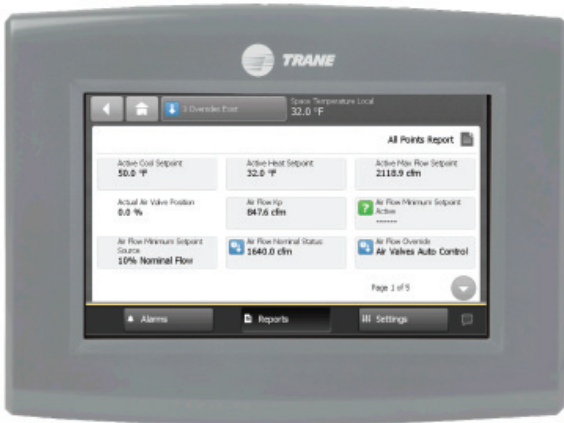 TRANE
3 Overrides Exist
Space Temperature Local
32.0 °F
All Points Report
Active Cool Setpoint
50.0 °F
Active Heat Setpoint
32.0 °F
Active Max Flow Setpoint
2118.9 cfm
Actual Air Valve Position
0.0 %
Air Flow Kp
847.6 cfm
? Air Flow Minimum Setpoint
Active
------
Air Flow Minimum Setpoint
Source
10% Nominal Flow
Air Flow Nominal Status
1640.0 cfm
Air Flow Override
Air Valves Auto Control
Page 1 of 5
Alarms
Reports
Settings